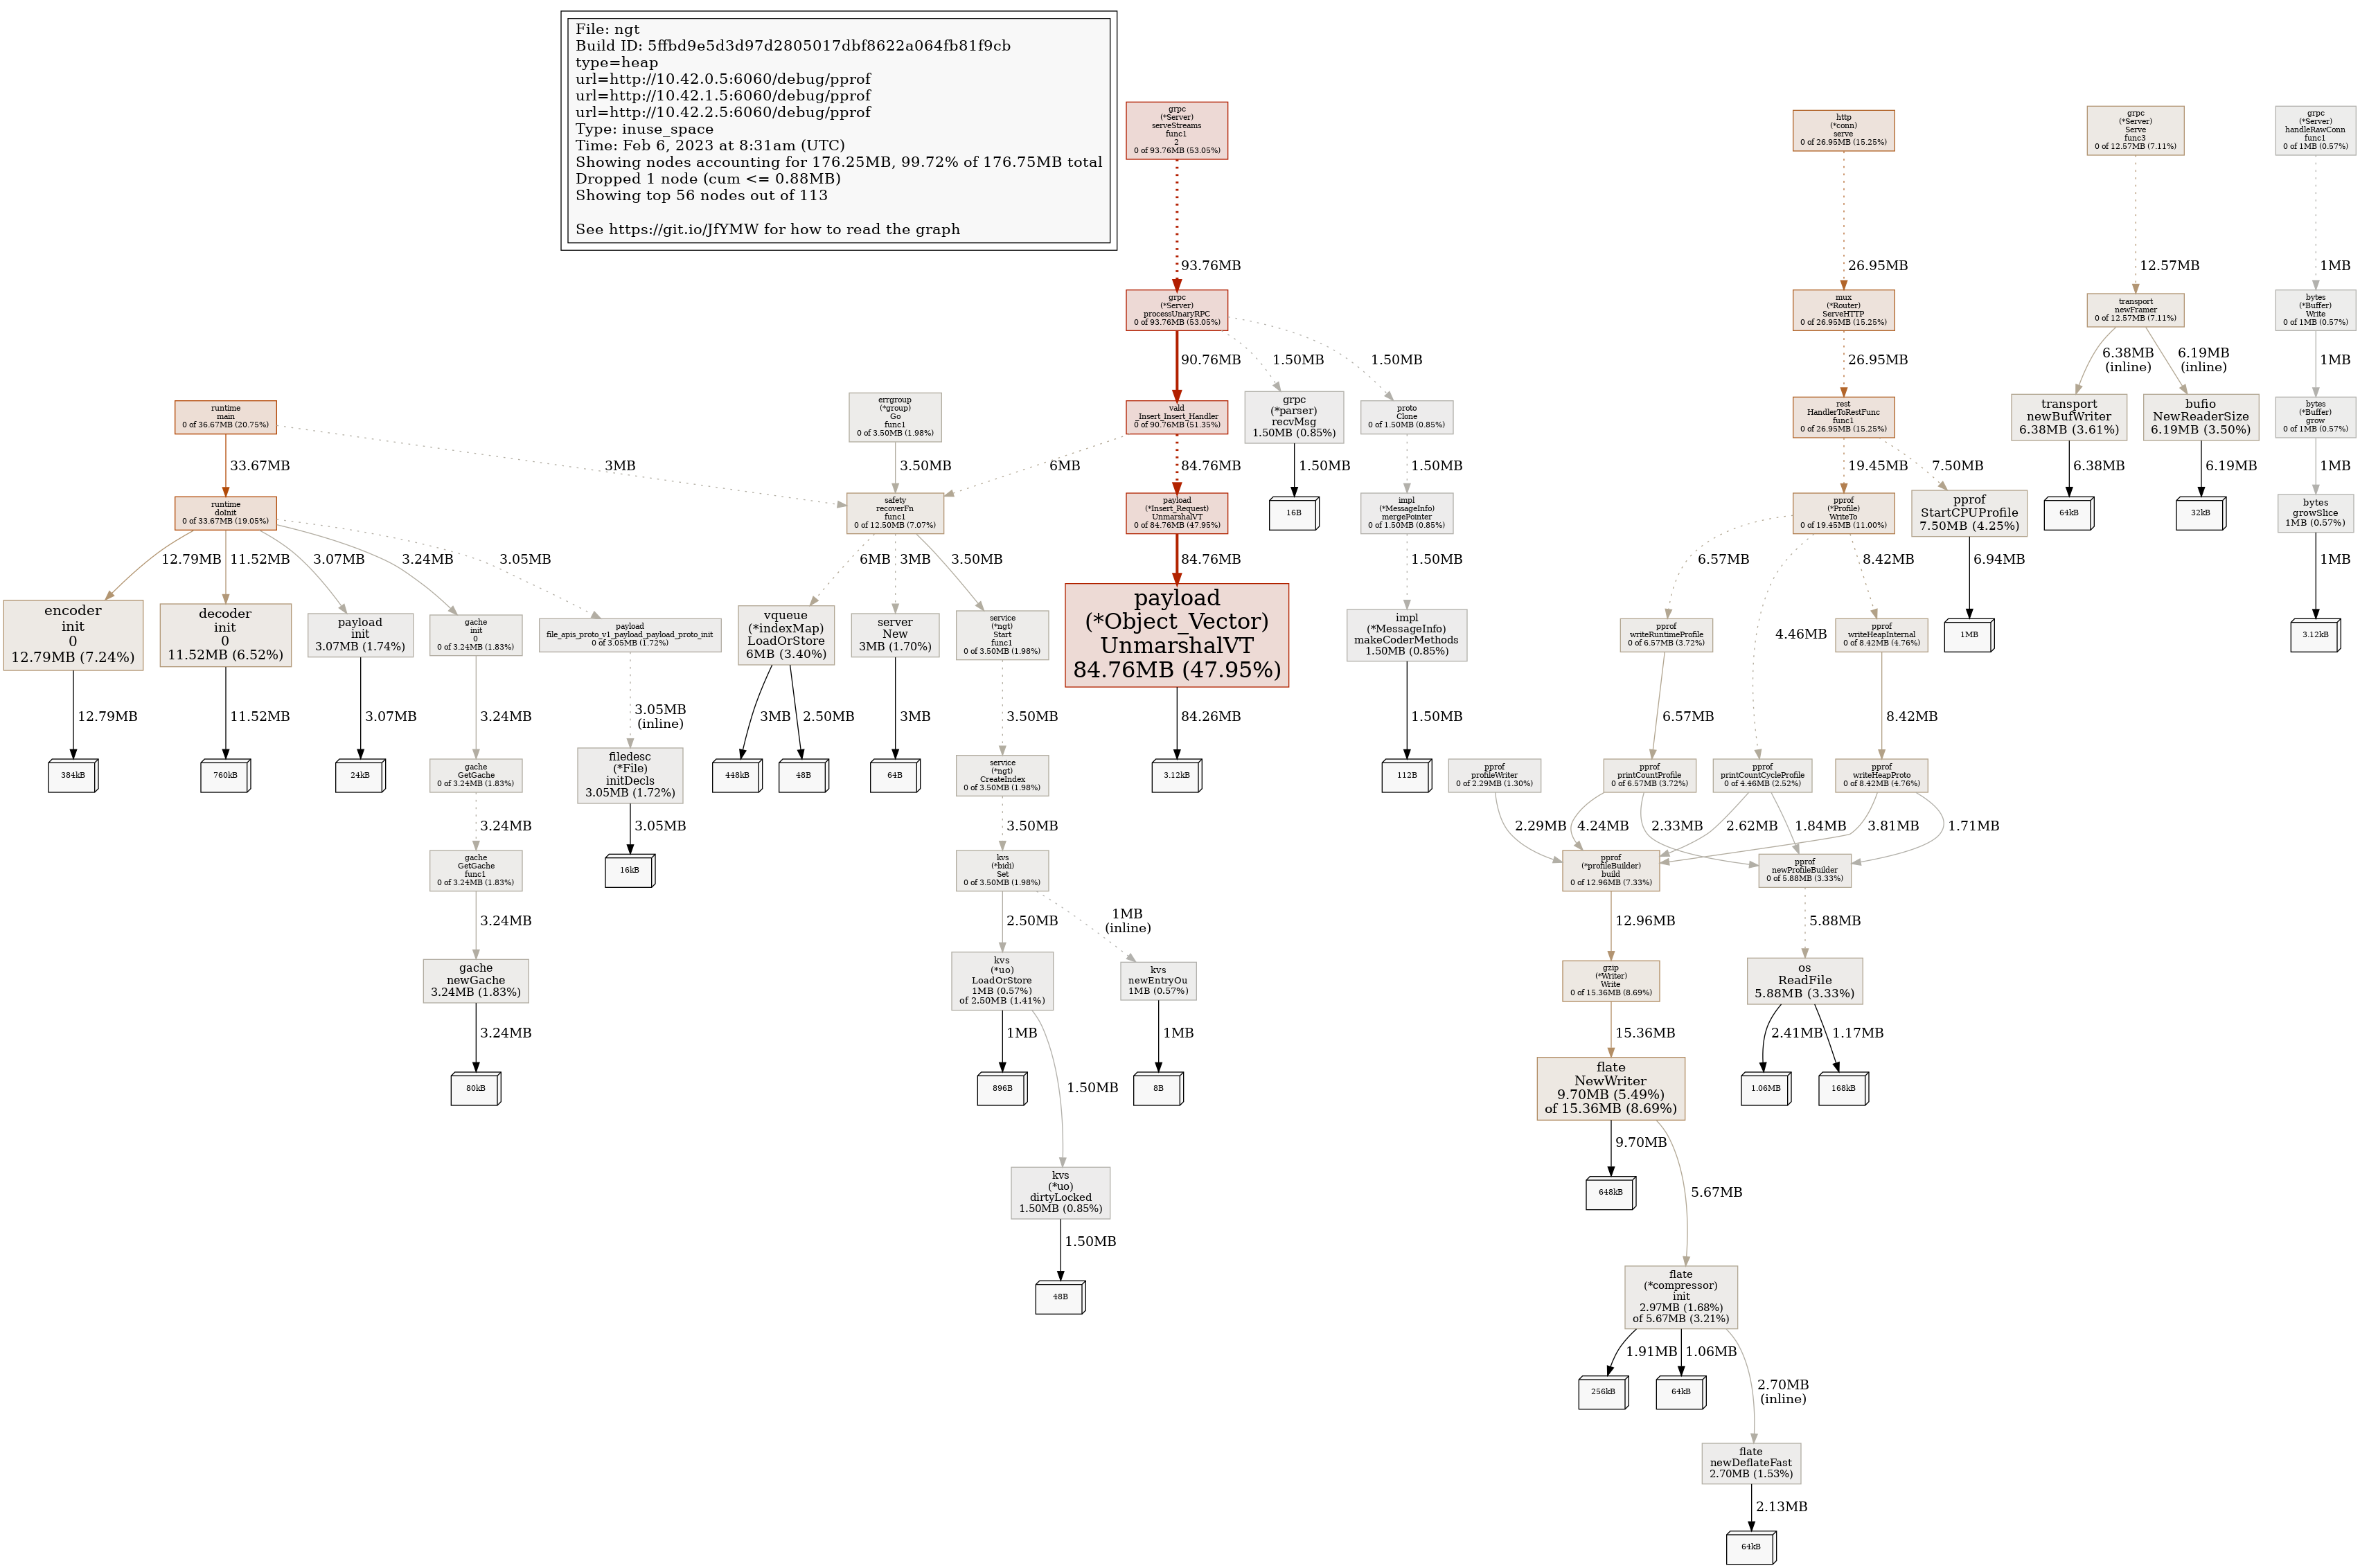 File: ngt
Build ID: 5ffbd9e5d3d97d2805017dbf8622a064fb81f9cb
type=heap
url=http://10.42.0.5:6060/debug/pprof
url=http://10.42.1.5:6060/debug/pprof
url=http://10.42.2.5:6060/debug/pprof
Type: inuse_space
Time: Feb 6, 2023 at 8:31am (UTC)
Showing nodes accounting for 176.25MB, 99.72% of 176.75MB total
Dropped 1 node (cum <= 0.88MB)
Showing top 56 nodes out of 113
See https://git.io/JfYMW for how to read the graph
grpc
(*Server)
serveStreams
func1
2
0 of 93.76MB (53.05%)
http
(*conn)
serve
0 of 26.95MB (15.25%)
grpc
(*Server)
Serve
func3
0 of 12.57MB (7.11%)
grpc
(*Server)
handleRawConn
func1
0 of 1MB (0.57%)
93.76MB
26.95MB
12.57MB
1MB
grpc
(*Server)
processUnaryRPC
0 of 93.76MB (53.05%)
mux
(*Router)
ServeHTTP
0 of 26.95MB (15.25%)
transport
newFramer
0 of 12.57MB (7.11%)
bytes
(*Buffer)
Write
0 of 1MB (0.57%)
90.76MB
1.50MB
1.50MB
26.95MB
6.38MB
(inline)
6.19MB
(inline)
1MB
runtime
main
0 of 36.67MB (20.75%)
errgroup
(*group)
Go
func1
0 of 3.50MB (1.98%)
vald
_Insert_Insert_Handler
0 of 90.76MB (51.35%)
grpc
(*parser)
recvMsg
1.50MB (0.85%)
proto
Clone
0 of 1.50MB (0.85%)
rest
HandlerToRestFunc
func1
0 of 26.95MB (15.25%)
transport
newBufWriter
6.38MB (3.61%)
bufio
NewReaderSize
6.19MB (3.50%)
bytes
(*Buffer)
grow
0 of 1MB (0.57%)
33.67MB
3MB
3.50MB
6MB
84.76MB
1.50MB
1.50MB
19.45MB
7.50MB
6.38MB
6.19MB
1MB
runtime
doInit
0 of 33.67MB (19.05%)
safety
recoverFn
func1
0 of 12.50MB (7.07%)
payload
(*Insert_Request)
UnmarshalVT
0 of 84.76MB (47.95%)
16B
impl
(*MessageInfo)
mergePointer
0 of 1.50MB (0.85%)
pprof
(*Profile)
WriteTo
0 of 19.45MB (11.00%)
pprof
StartCPUProfile
7.50MB (4.25%)
64kB
32kB
bytes
growSlice
1MB (0.57%)
12.79MB
11.52MB
3.07MB
3.24MB
3.05MB
6MB
3MB
3.50MB
84.76MB
1.50MB
6.57MB
4.46MB
8.42MB
6.94MB
1MB
encoder
init
0
12.79MB (7.24%)
decoder
init
0
11.52MB (6.52%)
payload
init
3.07MB (1.74%)
gache
init
0
0 of 3.24MB (1.83%)
payload
file_apis_proto_v1_payload_payload_proto_init
0 of 3.05MB (1.72%)
vqueue
(*indexMap)
LoadOrStore
6MB (3.40%)
server
New
3MB (1.70%)
service
(*ngt)
Start
func1
0 of 3.50MB (1.98%)
payload
(*Object_Vector)
UnmarshalVT
84.76MB (47.95%)
impl
(*MessageInfo)
makeCoderMethods
1.50MB (0.85%)
pprof
writeRuntimeProfile
0 of 6.57MB (3.72%)
pprof
writeHeapInternal
0 of 8.42MB (4.76%)
1MB
3.12kB
12.79MB
11.52MB
3.07MB
3.24MB
3.05MB
(inline)
3MB
2.50MB
3MB
3.50MB
84.26MB
1.50MB
6.57MB
8.42MB
384kB
760kB
24kB
gache
GetGache
0 of 3.24MB (1.83%)
filedesc
(*File)
initDecls
3.05MB (1.72%)
448kB
48B
64B
service
(*ngt)
CreateIndex
0 of 3.50MB (1.98%)
3.12kB
112B
pprof
profileWriter
0 of 2.29MB (1.30%)
pprof
printCountProfile
0 of 6.57MB (3.72%)
pprof
printCountCycleProfile
0 of 4.46MB (2.52%)
pprof
writeHeapProto
0 of 8.42MB (4.76%)
3.24MB
3.05MB
3.50MB
2.29MB
4.24MB
2.33MB
2.62MB
1.84MB
3.81MB
1.71MB
gache
GetGache
func1
0 of 3.24MB (1.83%)
16kB
kvs
(*bidi)
Set
0 of 3.50MB (1.98%)
pprof
(*profileBuilder)
build
0 of 12.96MB (7.33%)
pprof
newProfileBuilder
0 of 5.88MB (3.33%)
3.24MB
2.50MB
1MB
(inline)
12.96MB
5.88MB
gache
newGache
3.24MB (1.83%)
kvs
(*uo)
LoadOrStore
1MB (0.57%)
of 2.50MB (1.41%)
kvs
newEntryOu
1MB (0.57%)
gzip
(*Writer)
Write
0 of 15.36MB (8.69%)
os
ReadFile
5.88MB (3.33%)
3.24MB
1MB
1.50MB
1MB
15.36MB
2.41MB
1.17MB
80kB
896B
8B
flate
NewWriter
9.70MB (5.49%)
of 15.36MB (8.69%)
1.06MB
168kB
9.70MB
5.67MB
kvs
(*uo)
dirtyLocked
1.50MB (0.85%)
648kB
1.50MB
48B
flate
(*compressor)
init
2.97MB (1.68%)
of 5.67MB (3.21%)
1.91MB
1.06MB
2.70MB
(inline)
256kB
64kB
flate
newDeflateFast
2.70MB (1.53%)
2.13MB
64kB